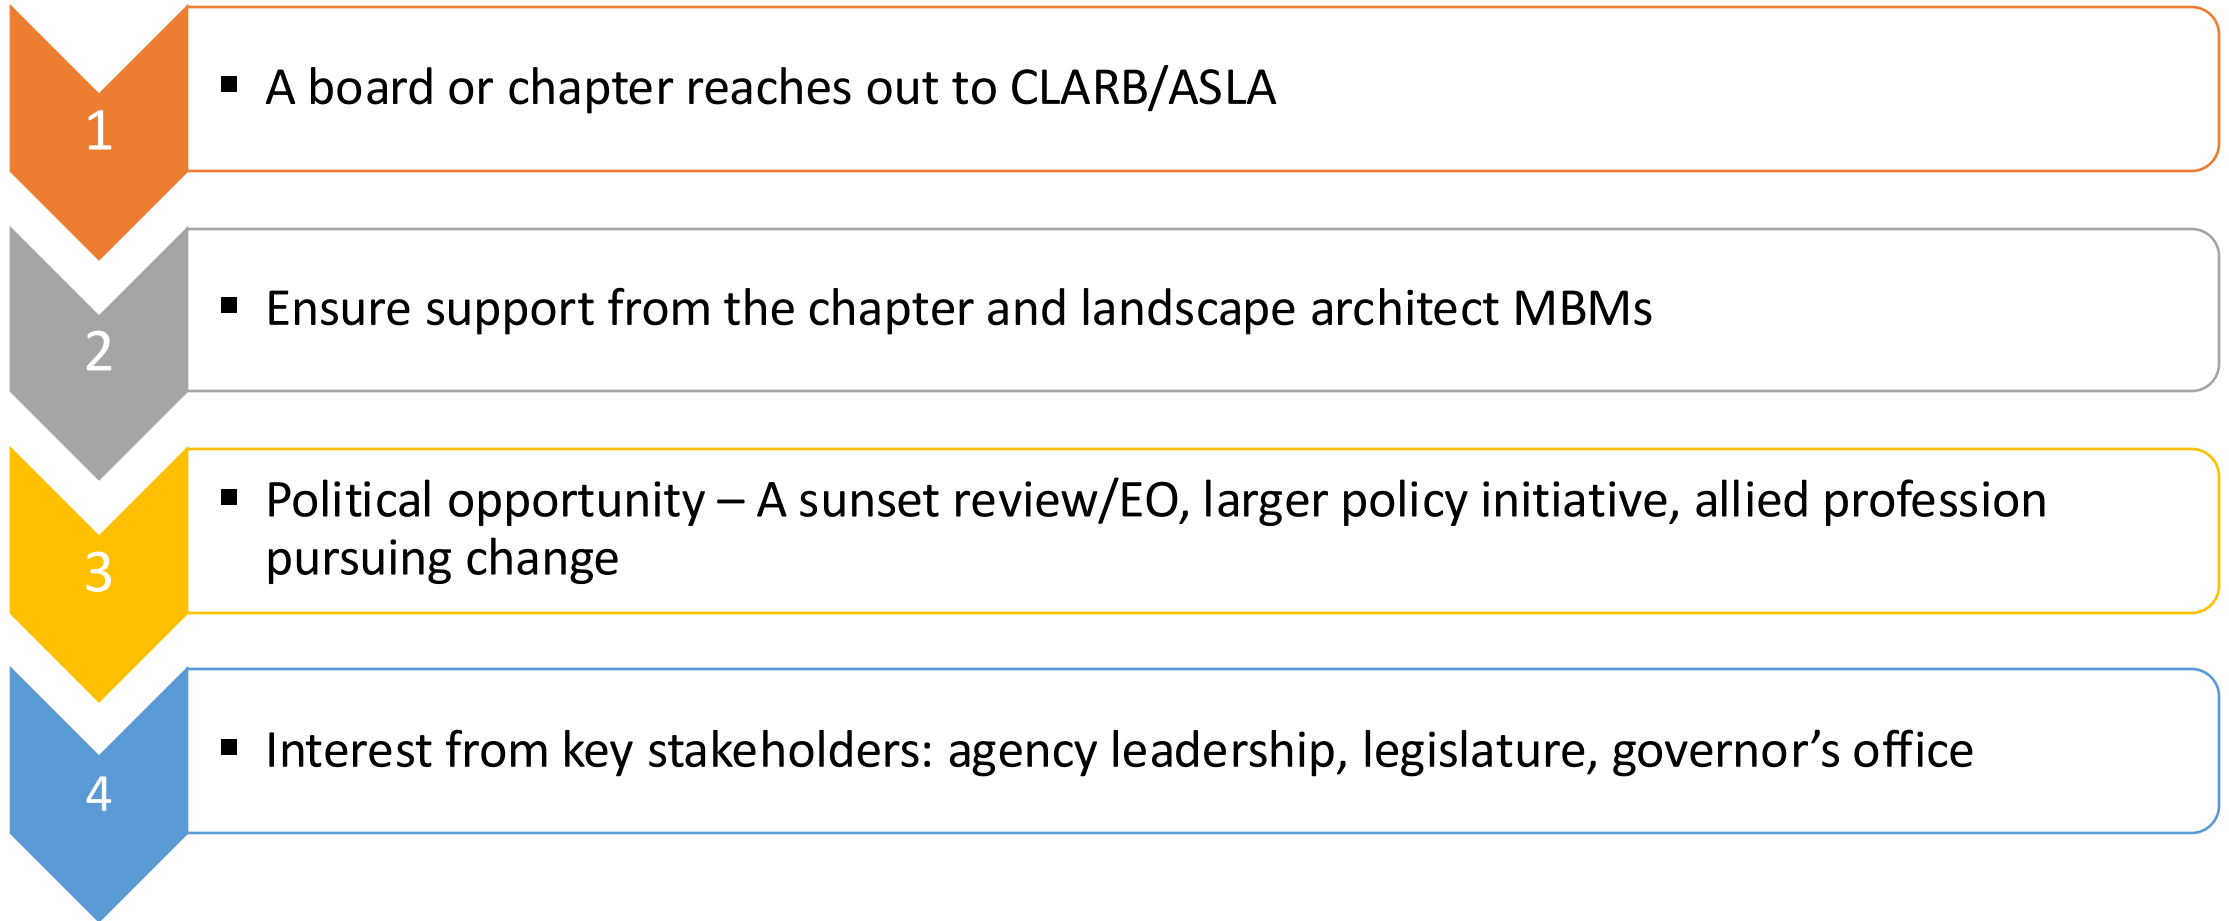 1
▪ A board or chapter reaches out to CLARB/ASLA
2
▪ Ensure support from the chapter and landscape architect MBMs
3
▪ Political opportunity – A sunset review/EO, larger policy initiative, allied profession
pursuing change
4
▪ Interest from key stakeholders: agency leadership, legislature, governor’s office